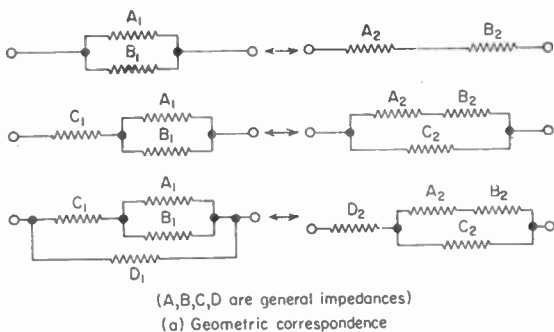 A₁
B₁
A₂ B₂
C₁ A₁
B₁
A₂ B₂
C₂
C₁ A₁
B₁
D₁
D₂ A₂ B₂
C₂
(A,B,C,D are general impedances)
(a) Geometric correspondence